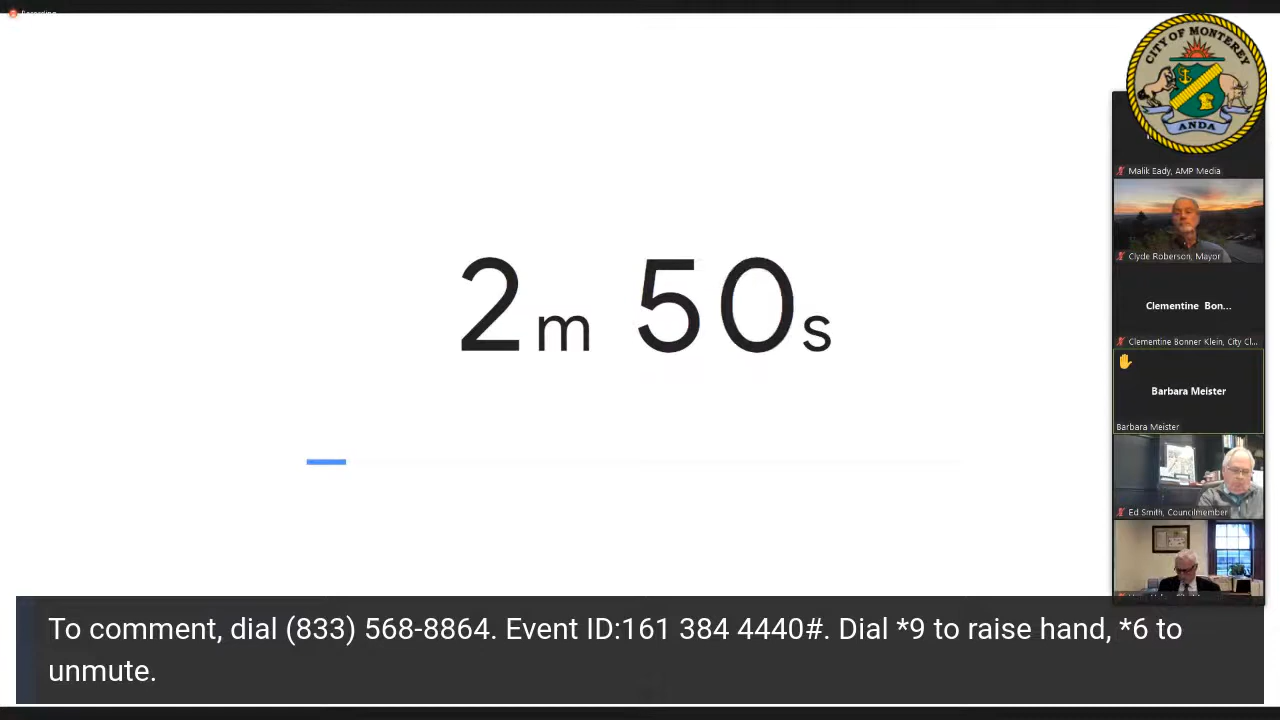 Recording
CITY OF MONTEREY
ANDA
Malik Eady, AMP Media
Clyde Roberson, Mayor
2m 50s
Clementine Bon...
Clementine Bonner Klein, City Cl...
Barbara Meister
Barbara Meister
Ed Smith, Councilmember
To comment, dial (833) 568-8864. Event ID:161 384 4440#. Dial *9 to raise hand, *6 to
unmute.